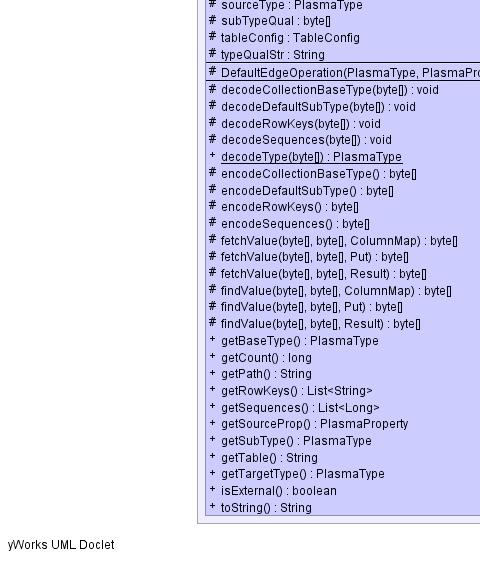 # sourceType : PlasmaType
# subTypeQual : byte[]
# tableConfig : TableConfig
# typeQualStr : String
# DefaultEdgeOperation(PlasmaType, PlasmaPro
# decodeCollectionBaseType(byte[]) : void
# decodeDefaultSubType(byte[]) : void
# decodeRowKeys(byte[]) : void
# decodeSequences(byte[]) : void
+ decodeType(byte[]) : PlasmaType
# encodeCollectionBaseType() : byte[]
# encodeDefaultSubType() : byte[]
# encodeRowKeys() : byte[]
# encodeSequences() : byte[]
# fetchValue(byte[], byte[], ColumnMap) : byte[]
# fetchValue(byte[], byte[], Put) : byte[]
# fetchValue(byte[], byte[], Result) : byte[]
# findValue(byte[], byte[], ColumnMap) : byte[]
# findValue(byte[], byte[], Put) : byte[]
# findValue(byte[], byte[], Result) : byte[]
+ getBaseType() : PlasmaType
+ getCount() : long
+ getPath() : String
+ getRowKeys() : List<String>
+ getSequences() : List<Long>
+ getSourceProp() : PlasmaProperty
+ getSubType() : PlasmaType
+ getTable() : String
+ getTargetType() : PlasmaType
+ isExternal() : boolean
+ toString() : String
yWorks UML Doclet